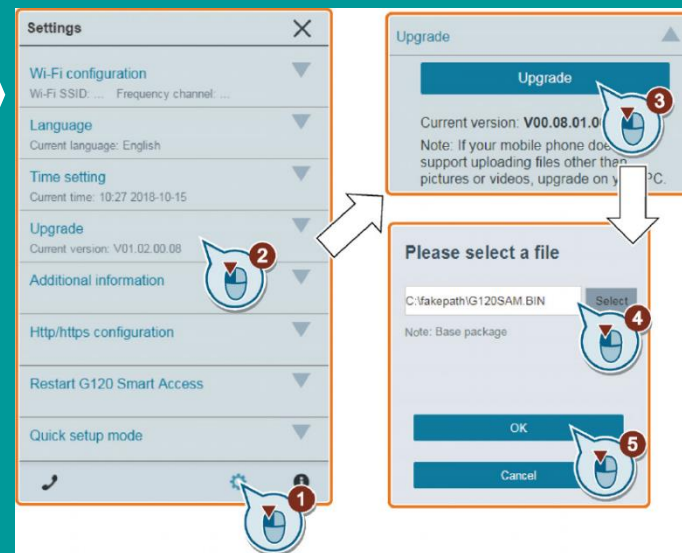 Settings
Wi-Fi configuration
Wi-Fi SSID: ... Frequency channel: ...
Language
Current language: English
Time setting
Current time: 10:27 2018-10-15
Upgrade
Current version: V01.02.00.08
2
Additional information
Http/https configuration
Restart G120 Smart Access
Quick setup mode
1
Upgrade
Upgrade
3
Current version: V00.08.01.0
Note: If your mobile phone
support uploading files other than
pictures or videos, upgrade on PC.
Please select a file
C:\fakepath\G120SAM.BIN Select
4
Note: Base package
OK
5
Cancel